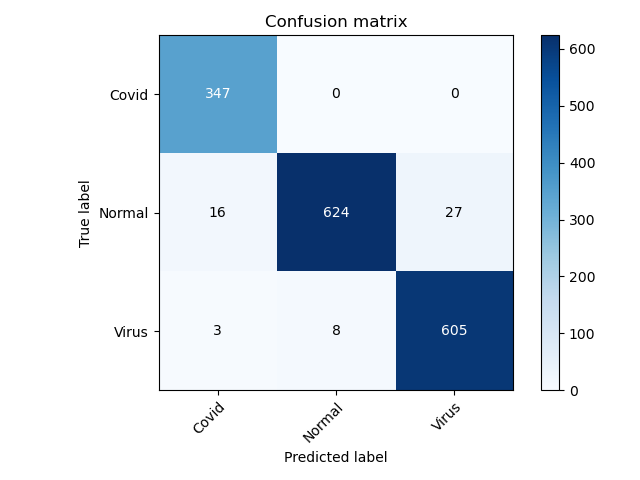 Confusion matrix
True label
Covid
347 0 0
Normal
16 624 27
Virus
3 8 605
Covid
Normal
Virus
Predicted label
600
500
400
300
200
100
0